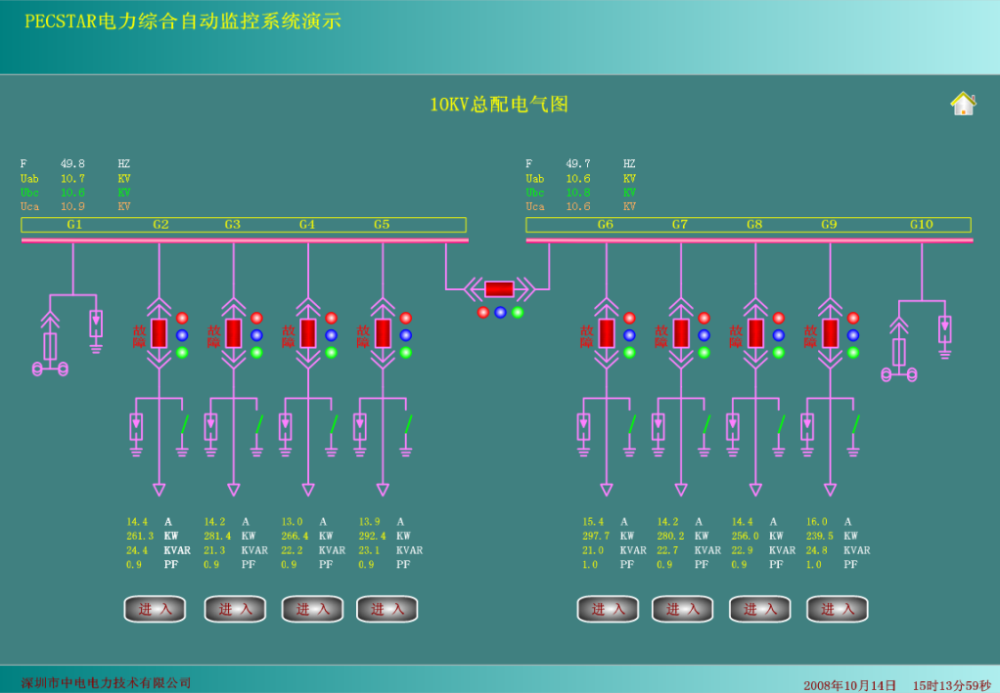 PECSTAR电力综合自动监控系统演示
10KV总配电气图
F 49.8 HZ
Uab 10.7 KV
Ubc 10.6 KV
Uca 10.9 KV
F 49.7 HZ
Uab 10.6 KV
Ubc 10.8 KV
Uca 10.6 KV
G1 G2 G3 G4 G5
G6 G7 G8 G9 G10
故障 故障 故障 故障
故障 故障 故障 故障
14.4 A 14.2 A 13.0 A 13.9 A
261.3 KW 281.4 KW 266.4 KW 292.4 KW
24.4 KVAR 21.3 KVAR 22.2 KVAR 23.1 KVAR
0.9 PF 0.9 PF 0.9 PF 0.9 PF
15.4 A 14.2 A 14.4 A 16.0 A
297.7 KW 280.2 KW 256.0 KW 239.5 KW
21.0 KVAR 22.7 KVAR 22.9 KVAR 24.8 KVAR
1.0 PF 0.9 PF 0.9 PF 1.0 PF
进入 进入 进入 进入
进入 进入 进入 进入
深圳市中电电力技术有限公司
2008年10月14日 15时13分59秒